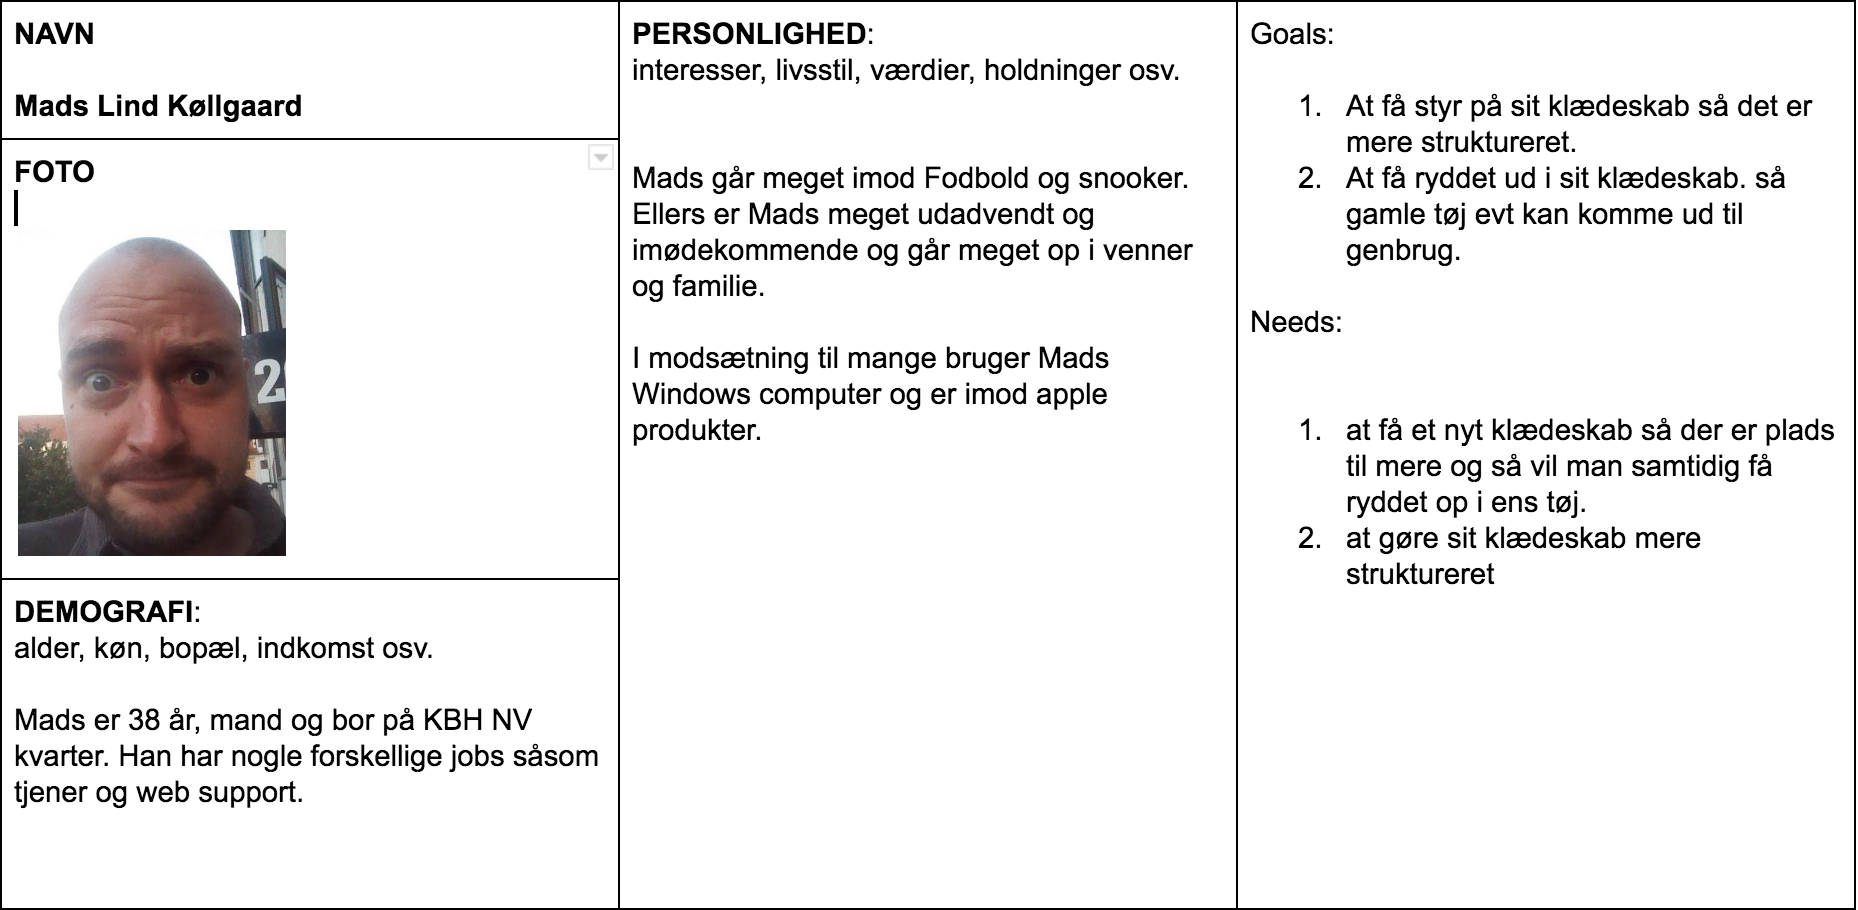 NAVN
Mads Lind Køllgaard
FOTO
2
DEMOGRAFI:
alder, køn, bopæl, indkomst osv.
Mads er 38 år, mand og bor på KBH NV
kvarter. Han har nogle forskellige jobs såsom
tjener og web support.
PERSONLIGHED:
interesser, livsstil, værdier, holdninger osv.
Mads går meget imod Fodbold og snooker.
Ellers er Mads meget udadvendt og
imødekommende og går meget op i venner
og familie.
I modsætning til mange bruger Mads
Windows computer og er imod apple
produkter.
Goals:
1. At få styr på sit klædeskab så det er
mere struktureret.
2. At få ryddet ud i sit klædeskab. så
gamle tøj evt kan komme ud til
genbrug.
Needs:
1. at få et nyt klædeskab så der er plads
til mere og så vil man samtidig få
ryddet op i ens tøj.
2. at gøre sit klædeskab mere
struktureret